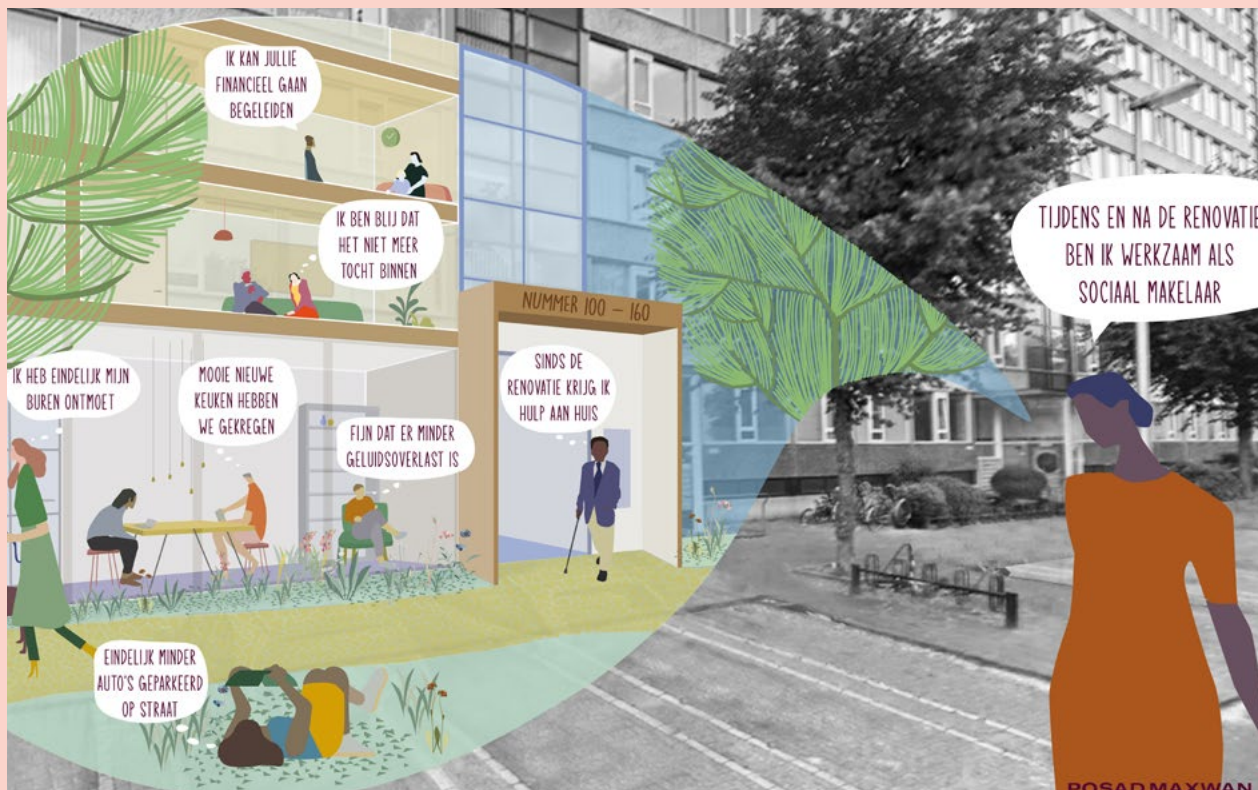 IK KAN JULLIE
FINANCIEEL GAAN
BEGELEIDEN
IK BEN BLIJ DAT
HET NIET MEER
TOCHT BINNEN
TIJDENS EN NA DE RENOVATIE
BEN IK WERKZAAM ALS
SOCIAAL MAKELAAR
NUMMER 100 – 160
IK HEB EINDELIJK MIJN
BUREN ONTMOET
MOOIE NIEUWE
KEUKEN HEBBEN
WE GEKREGEN
FIJN DAT ER MINDER
GELUIDSOVERLAST IS
SINDS DE
RENOVATIE KRIJG IK
HULP AAN HUIS
EINDELIJK MINDER
AUTO'S GEPARKEERD
OP STRAAT
POSAD MAXWAN